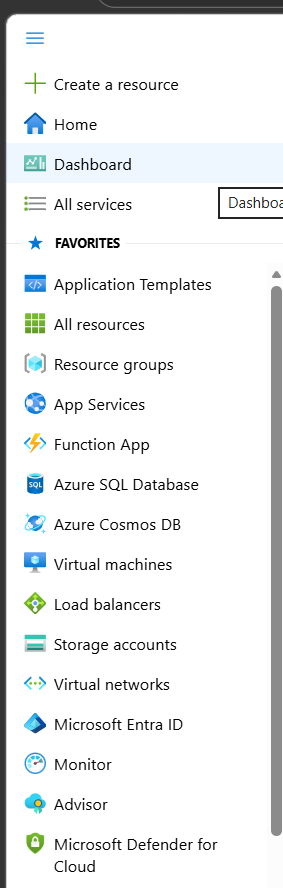 Create a resource
Home
Dashboard
All services
FAVORITES
Application Templates
All resources
Resource groups
App Services
Function App
SQL
Azure SQL Database
Azure Cosmos DB
Virtual machines
Load balancers
Storage accounts
Virtual networks
Microsoft Entra ID
Monitor
Advisor
Microsoft Defender for
Cloud